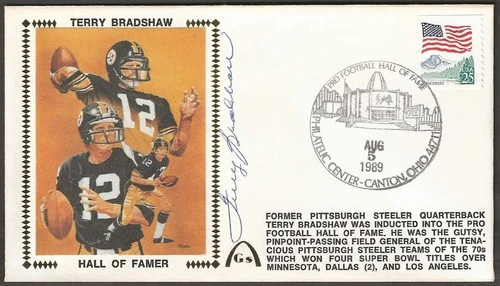 TERRY BRADSHAW
12
12
HALL OF FAMER
Terry Bradshaw
PRO FOOTBALL HALL OF FAME
AUG
5
1989
PHILATELIC CENTER-CANTON, OHIO 44711
25
USA
Gs
FORMER PITTSBURGH STEELER QUARTERBACK
TERRY BRADSHAW WAS INDUCTED INTO THE PRO
FOOTBALL HALL OF FAME. HE WAS THE GUTSY,
PINPOINT-PASSING FIELD GENERAL OF THE TENA-
CIOUS PITTSBURGH STEELER TEAMS OF THE 70s
WHICH WON FOUR SUPER BOWL TITLES OVER
MINNESOTA, DALLAS (2), AND LOS ANGELES.